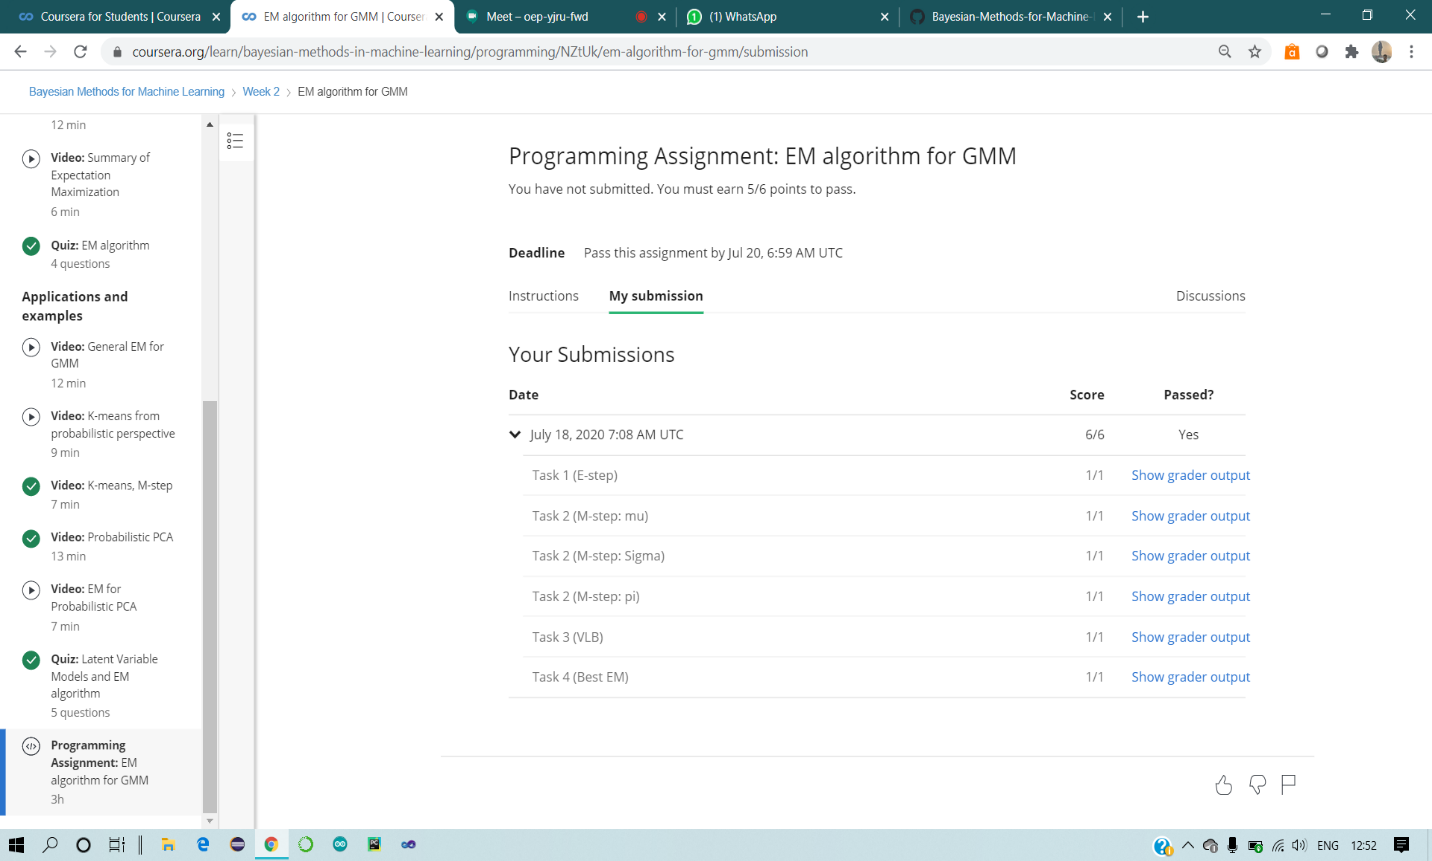 Coursera for Students | Coursera
EM algorithm for GMM | Courser
Meet – oep-yjru-fwd
(1) WhatsApp
Bayesian-Methods-for-Machine-
coursera.org/learn/bayesian-methods-in-machine-learning/programming/NZtUk/em-algorithm-for-gmm/submission
Bayesian Methods for Machine Learning > Week 2 > EM algorithm for GMM
12 min
Video: Summary of
Expectation
Maximization
6 min
Quiz: EM algorithm
4 questions
Applications and
examples
Video: General EM for
GMM
12 min
Video: K-means from
probabilistic perspective
9 min
Video: K-means, M-step
7 min
Video: Probabilistic PCA
13 min
Video: EM for
Probabilistic PCA
7 min
Quiz: Latent Variable
Models and EM
algorithm
5 questions
Programming
Assignment: EM
algorithm for GMM
3h
Programming Assignment: EM algorithm for GMM
You have not submitted. You must earn 5/6 points to pass.
Deadline Pass this assignment by Jul 20, 6:59 AM UTC
Instructions My submission Discussions
Your Submissions
Date Score Passed?
July 18, 2020 7:08 AM UTC 6/6 Yes
Task 1 (E-step) 1/1 Show grader output
Task 2 (M-step: mu) 1/1 Show grader output
Task 2 (M-step: Sigma) 1/1 Show grader output
Task 2 (M-step: pi) 1/1 Show grader output
Task 3 (VLB) 1/1 Show grader output
Task 4 (Best EM) 1/1 Show grader output
ENG 12:52